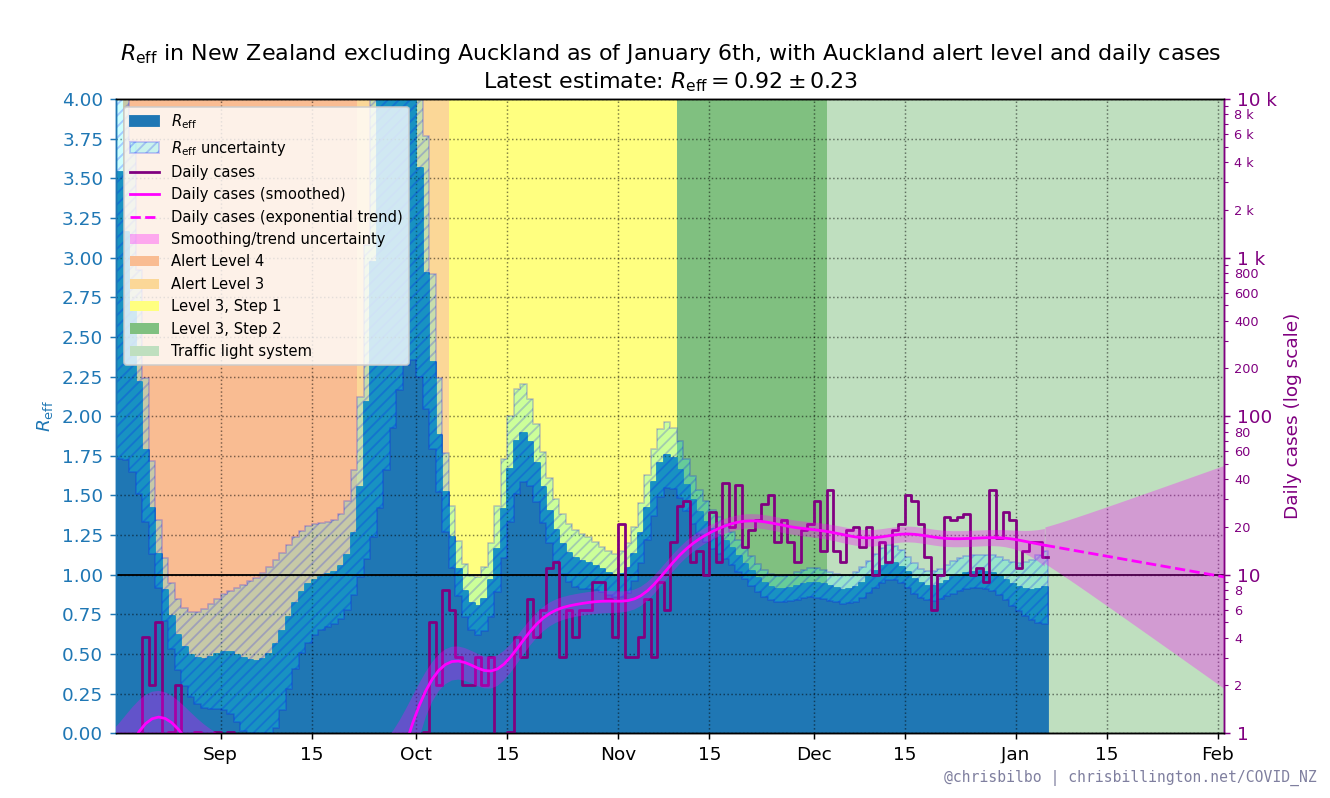 Reff in New Zealand excluding Auckland as of January 6th, with Auckland alert level and daily cases
Latest estimate: Reff = 0.92 ± 0.23
4.00
3.75
3.50
3.25
3.00
2.75
2.50
2.25
2.00
1.75
1.50
1.25
1.00
0.75
0.50
0.25
0.00
Reff
Reff
Reff uncertainty
Daily cases
Daily cases (smoothed)
Daily cases (exponential trend)
Smoothing/trend uncertainty
Alert Level 4
Alert Level 3
Level 3, Step 1
Level 3, Step 2
Traffic light system
10 k
8 k
6 k
4 k
2 k
1 k
800
600
400
200
100
80
60
40
20
10
8
6
4
2
1
Daily cases (log scale)
Sep 15 Oct 15 Nov 15 Dec 15 Jan 15 Feb
@chrisbilbo | chrisbillington.net/COVID_NZ